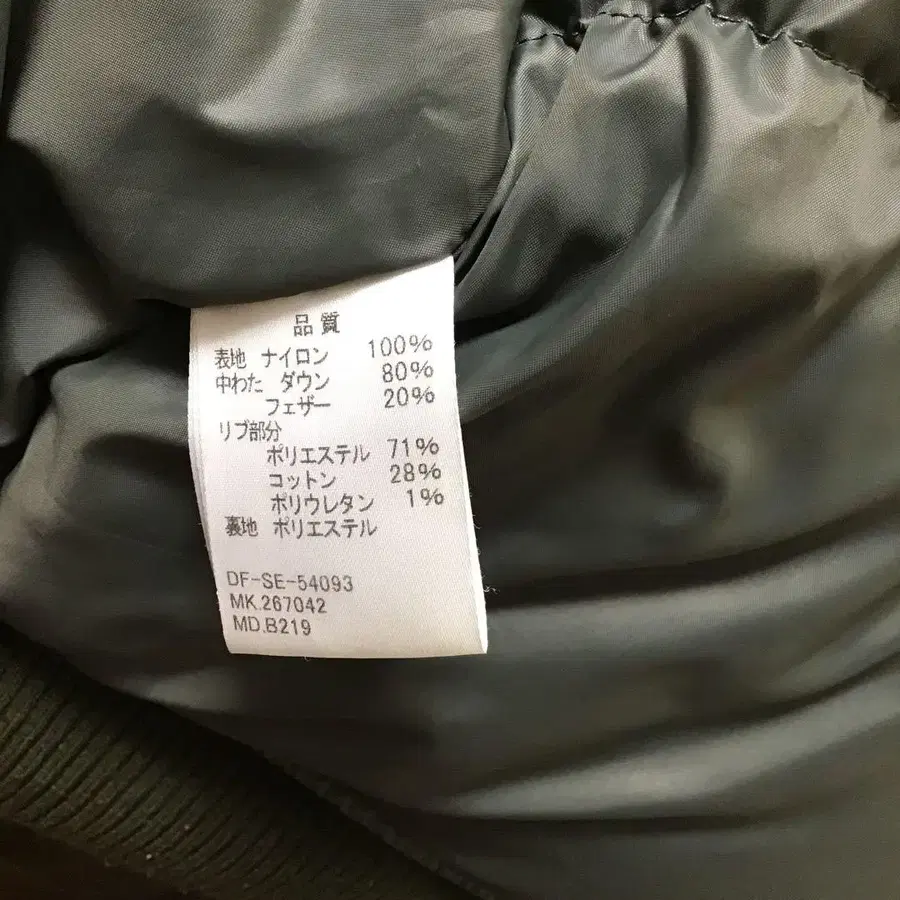 品質
表地 ナイロン 100%
中わた ダウン 80%
フェザー 20%
リブ部分
ポリエステル 71%
コットン 28%
ポリウレタン 1%
裏地 ポリエステル
DF-SE-54093
MK.267042
MD.B219